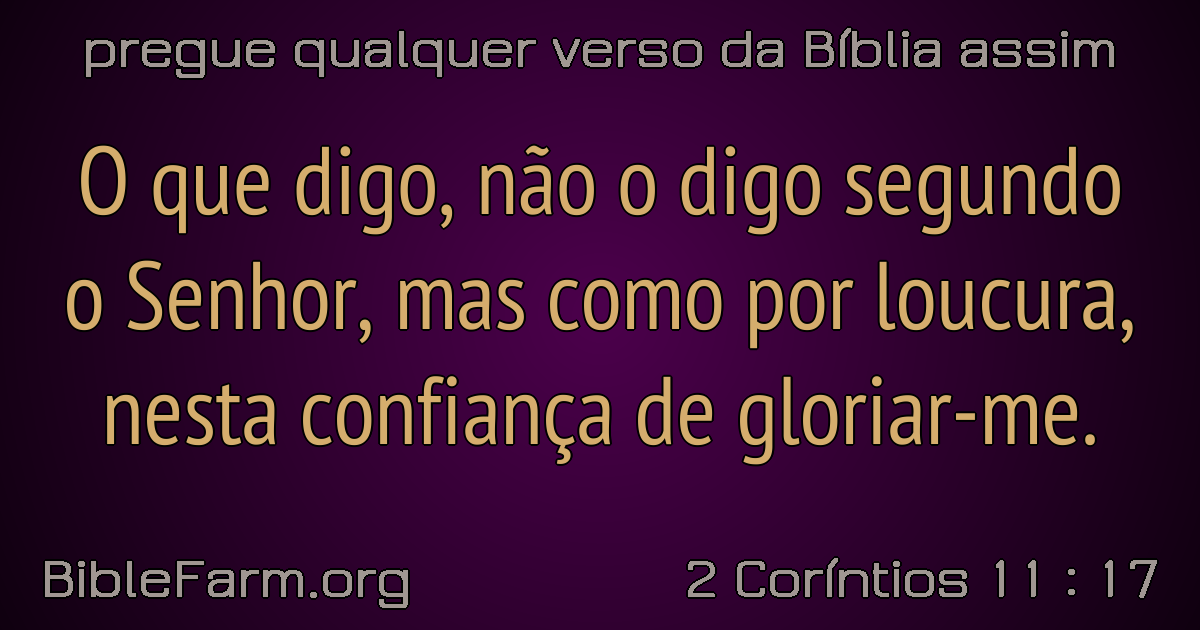 pregue qualquer verso da Bíblia assim
O que digo, não o digo segundo
o Senhor, mas como por loucura,
nesta confiança de gloriar-me.
BibleFarm.org
2 Coríntios 11 : 17